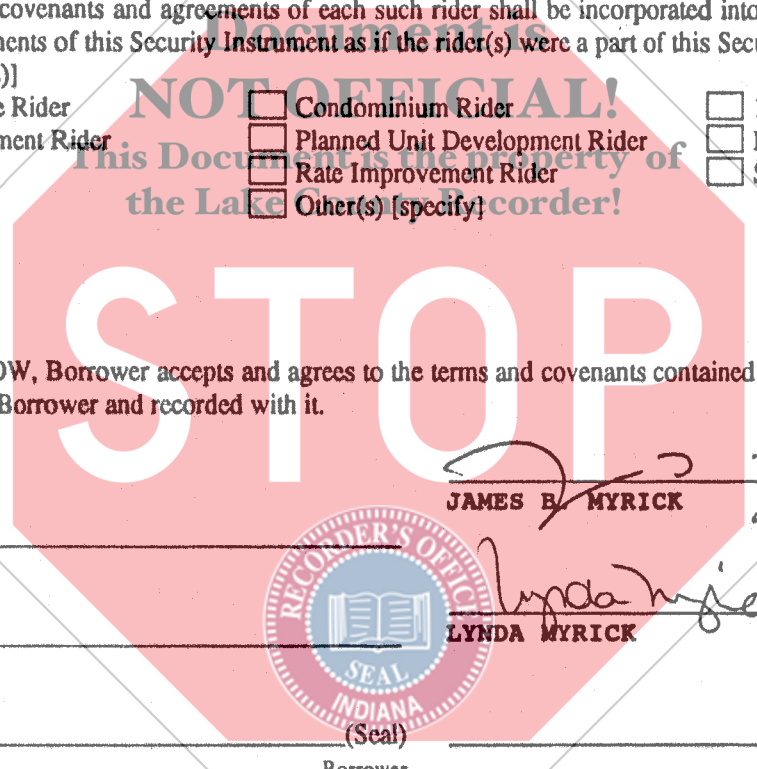 covenants and agreements of each such rider shall be incorporated into
ments of this Security Instrument as if the rider(s) were a part of this Secu
)]
Document is
e Rider
Condominium Rider
NOT OFFICIAL!
ment Rider
Planned Unit Development Rider
This Document is the property of
Rate Improvement Rider
the Lake County Recorder!
Other(s) [specify]
STOP
OW, Borrower accepts and agrees to the terms and covenants contained
Borrower and recorded with it.
JAMES B. MYRICK
Lynda
LYNDA MYRICK
RECORDER'S OFFICE
SEAL
INDIANA
(Seal)
Borrower